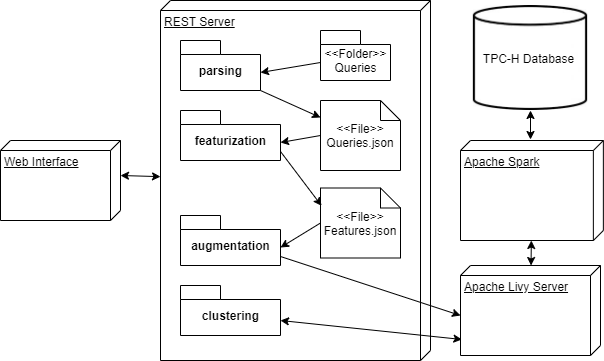 REST Server
<<Folder>>
Queries
parsing
TPC-H Database
<<File>>
Queries.json
featurization
Web Interface
Apache Spark
<<File>>
Features.json
augmentation
Apache Livy Server
clustering